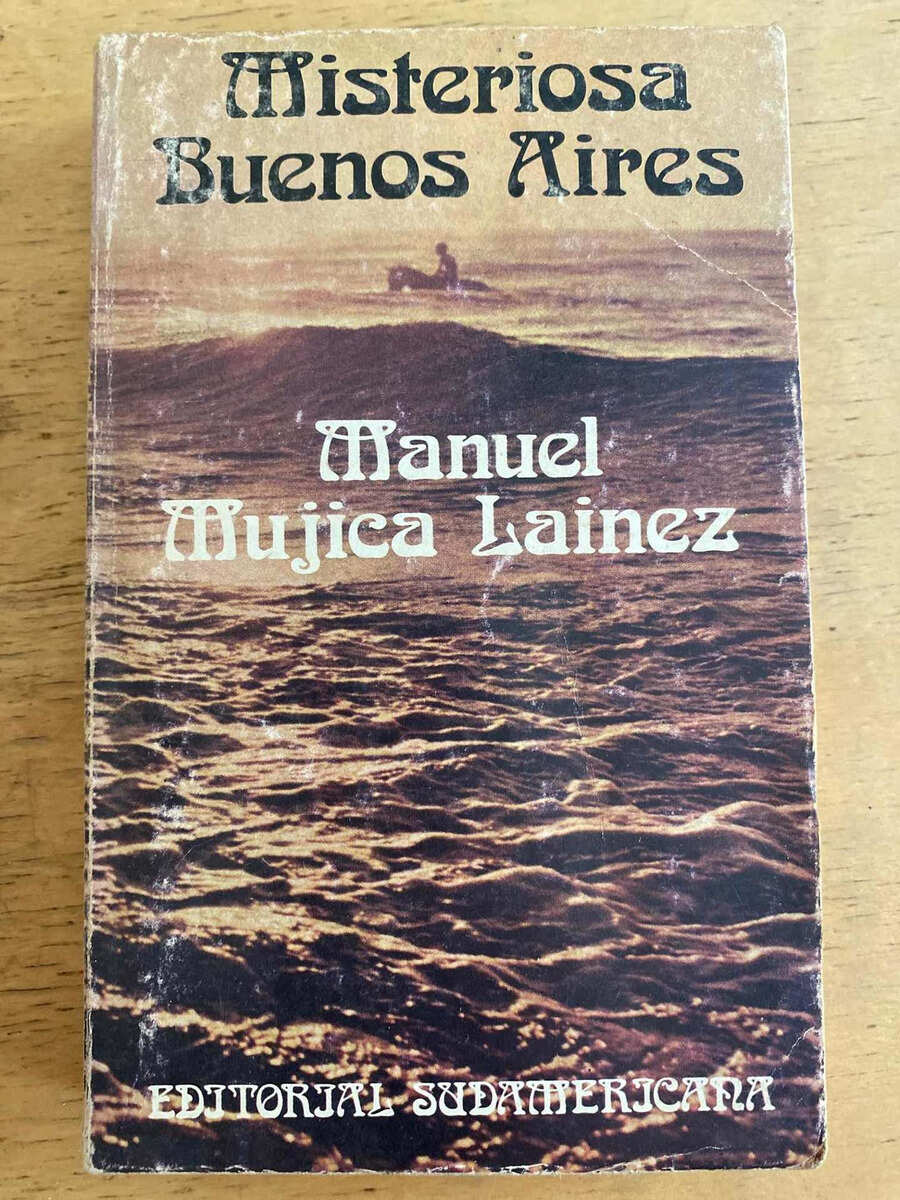 Misteriosa
Buenos Aires
Manuel
Mujica Lainez
EDITORIAL SUDAMERICANA